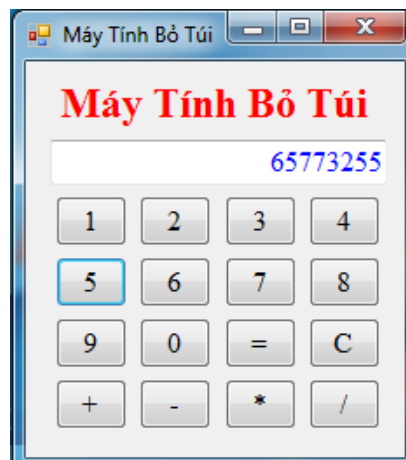 Máy Tính Bỏ Túi
Máy Tính Bỏ Túi
65773255
1 2 3 4
5 6 7 8
9 0 = C
+ - * /